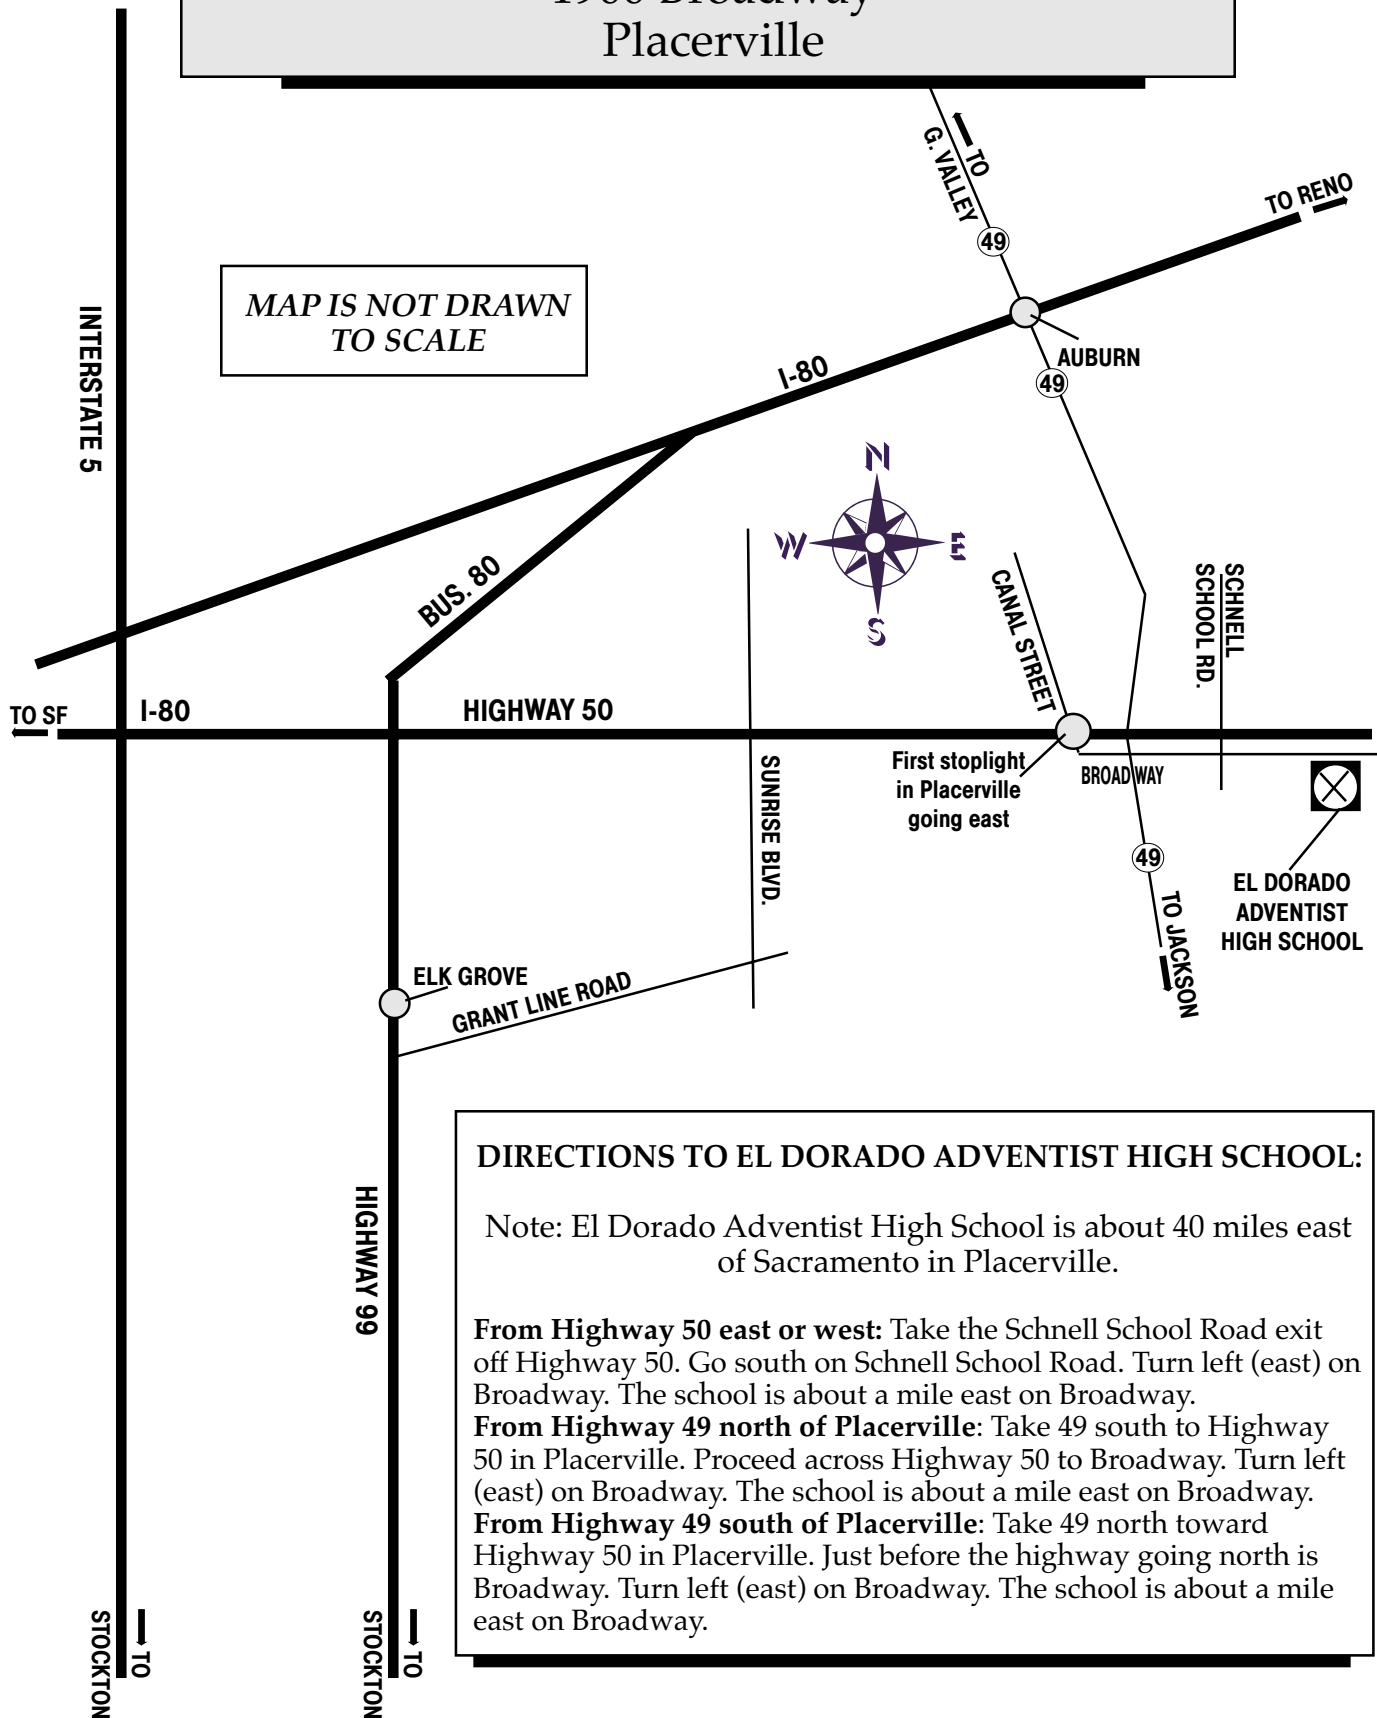 Broadway
Placerville
G. VALLEY
TO
49
TO RENO
MAP IS NOT DRAWN
TO SCALE
INTERSTATE 5
I-80
AUBURN
49
N
W E
S
BUS. 80
CANAL STREET
SCHNELL
SCHOOL RD.
TO SF
I-80
HIGHWAY 50
First stoplight
in Placerville
going east
BROADWAY
SUNRISE BLVD.
49
TO JACKSON
EL DORADO
ADVENTIST
HIGH SCHOOL
ELK GROVE
GRANT LINE ROAD
HIGHWAY 99
DIRECTIONS TO EL DORADO ADVENTIST HIGH SCHOOL:
Note: El Dorado Adventist High School is about 40 miles east
of Sacramento in Placerville.
From Highway 50 east or west: Take the Schnell School Road exit
off Highway 50. Go south on Schnell School Road. Turn left (east) on
Broadway. The school is about a mile east on Broadway.
From Highway 49 north of Placerville: Take 49 south to Highway
50 in Placerville. Proceed across Highway 50 to Broadway. Turn left
(east) on Broadway. The school is about a mile east on Broadway.
From Highway 49 south of Placerville: Take 49 north toward
Highway 50 in Placerville. Just before the highway going north is
Broadway. Turn left (east) on Broadway. The school is about a mile
east on Broadway.
TO
STOCKTON
TO
STOCKTON